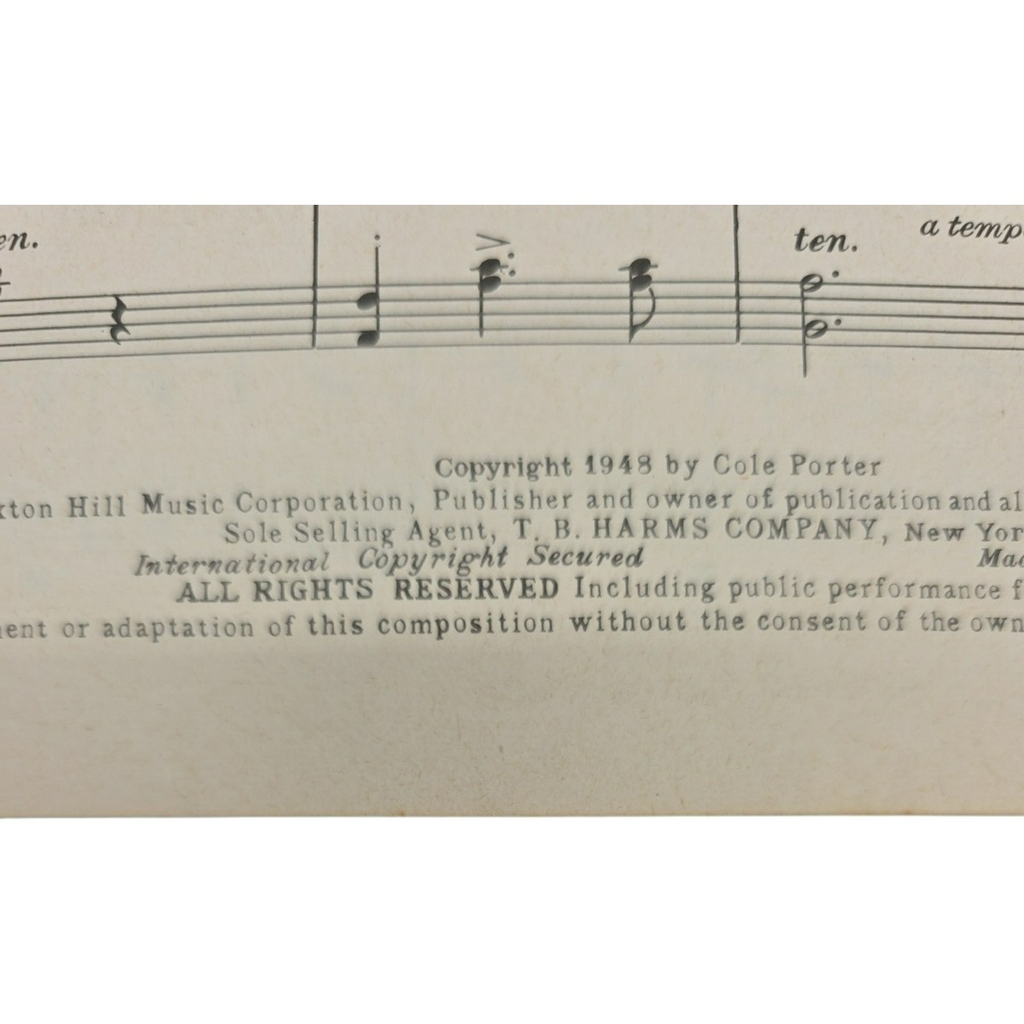 en.
ten.
a temp
Copyright 1948 by Cole Porter
xton Hill Music Corporation, Publisher and owner of publication and al
Sole Selling Agent, T. B. HARMS COMPANY, New Yor
International Copyright Secured Mad
ALL RIGHTS RESERVED Including public performance f
ment or adaptation of this composition without the consent of the own